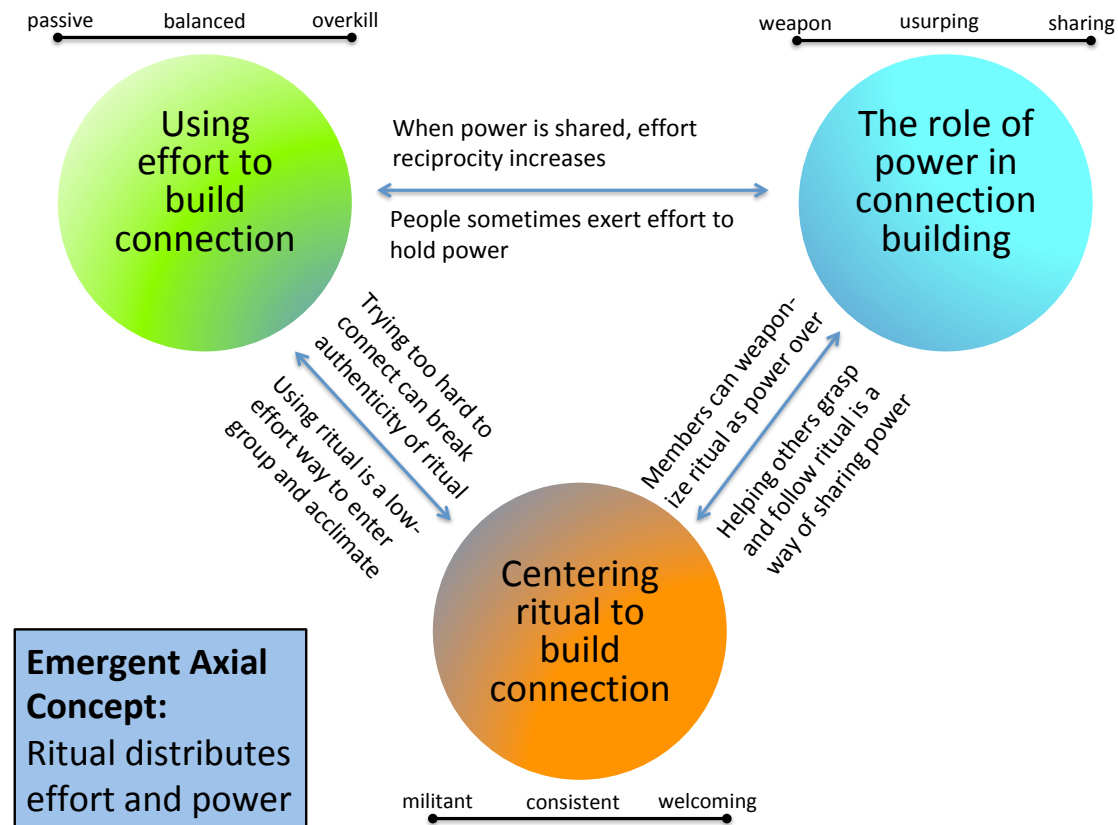 passive balanced overkill
weapon usurping sharing
Using
effort to
build
connection
When power is shared, effort
reciprocity increases
People sometimes exert effort to
hold power
The role of
power in
connection
building
Trying too hard to
connect can break
authenticity of ritual
Using ritual is a low-
effort way to enter
group and acclimate
Members can weapon-
ize ritual as power over
Helping others grasp
and follow ritual is a
way of sharing power
Centering
ritual to
build
connection
Emergent Axial
Concept:
Ritual distributes
effort and power
militant consistent welcoming